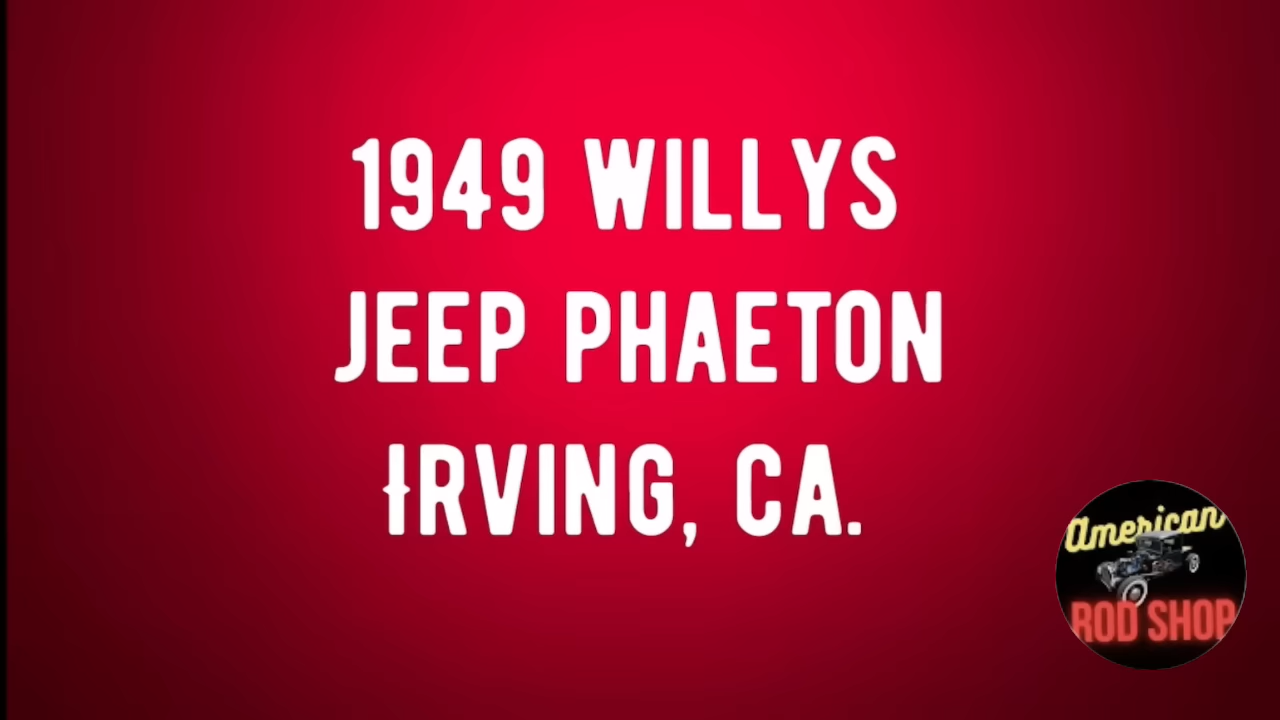 1949 WILLYS
JEEP PHAETON
IRVING, CA.
American
ROD SHOP